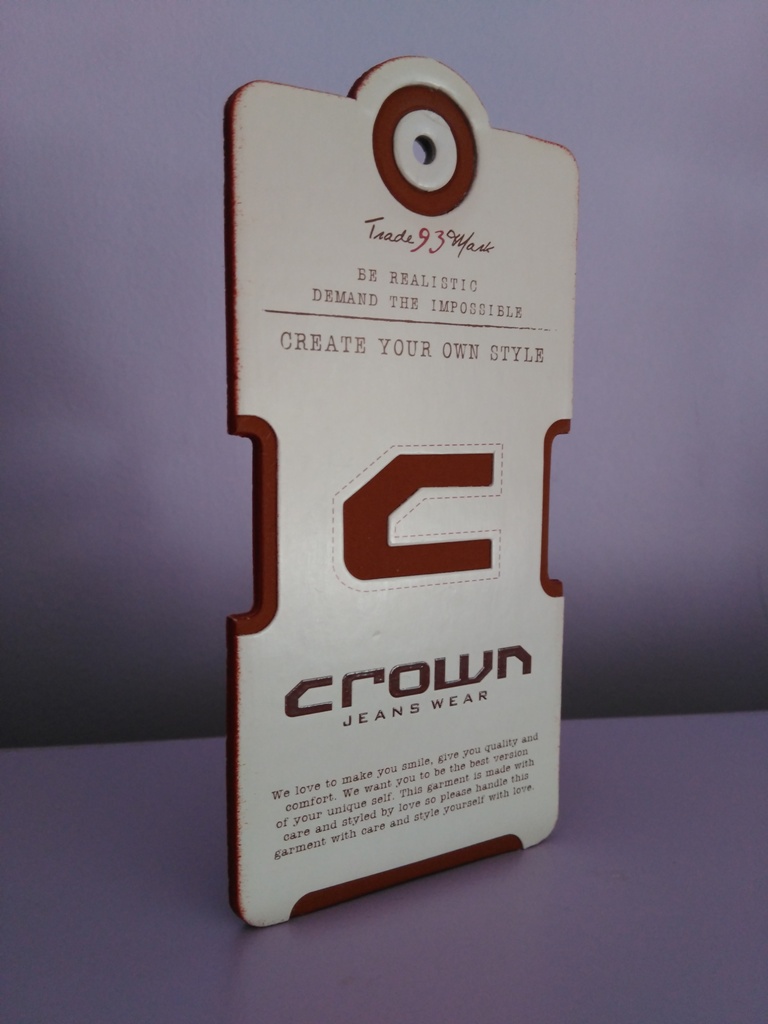 Trade 93 Mark
BE REALISTIC
DEMAND THE IMPOSSIBLE
CREATE YOUR OWN STYLE
C
crown
JEANS WEAR
We love to make you smile, give you quality and
comfort. We want you to be the best version
of your unique self. This garment is made with
care and styled by love so please handle this
garment with care and style yourself with love.